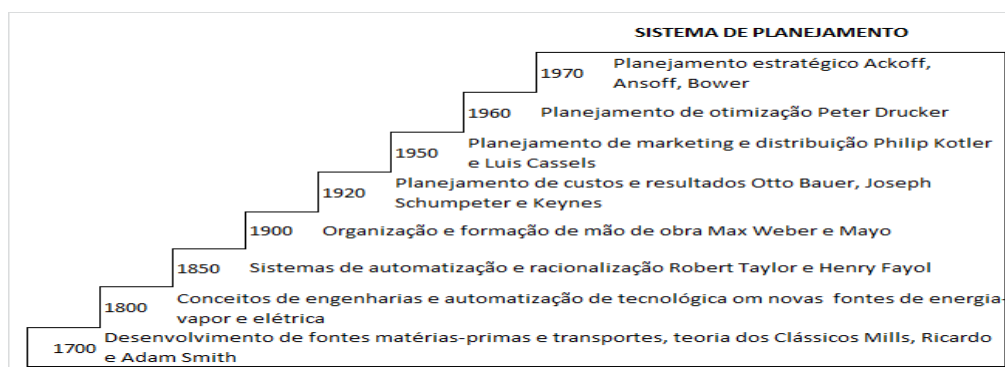 SISTEMA DE PLANEJAMENTO
1970 Planejamento estratégico Ackoff,
Ansoff, Bower
1960 Planejamento de otimização Peter Drucker
1950 Planejamento de marketing e distribuição Philip Kotler
e Luis Cassels
1920 Planejamento de custos e resultados Otto Bauer, Joseph
Schumpeter e Keynes
1900 Organização e formação de mão de obra Max Weber e Mayo
1850 Sistemas de automatização e racionalização Robert Taylor e Henry Fayol
1800 Conceitos de engenharias e automatização de tecnológica om novas fontes de energia-
vapor e elétrica
1700 Desenvolvimento de fontes matérias-primas e transportes, teoria dos Clássicos Mills, Ricardo
e Adam Smith